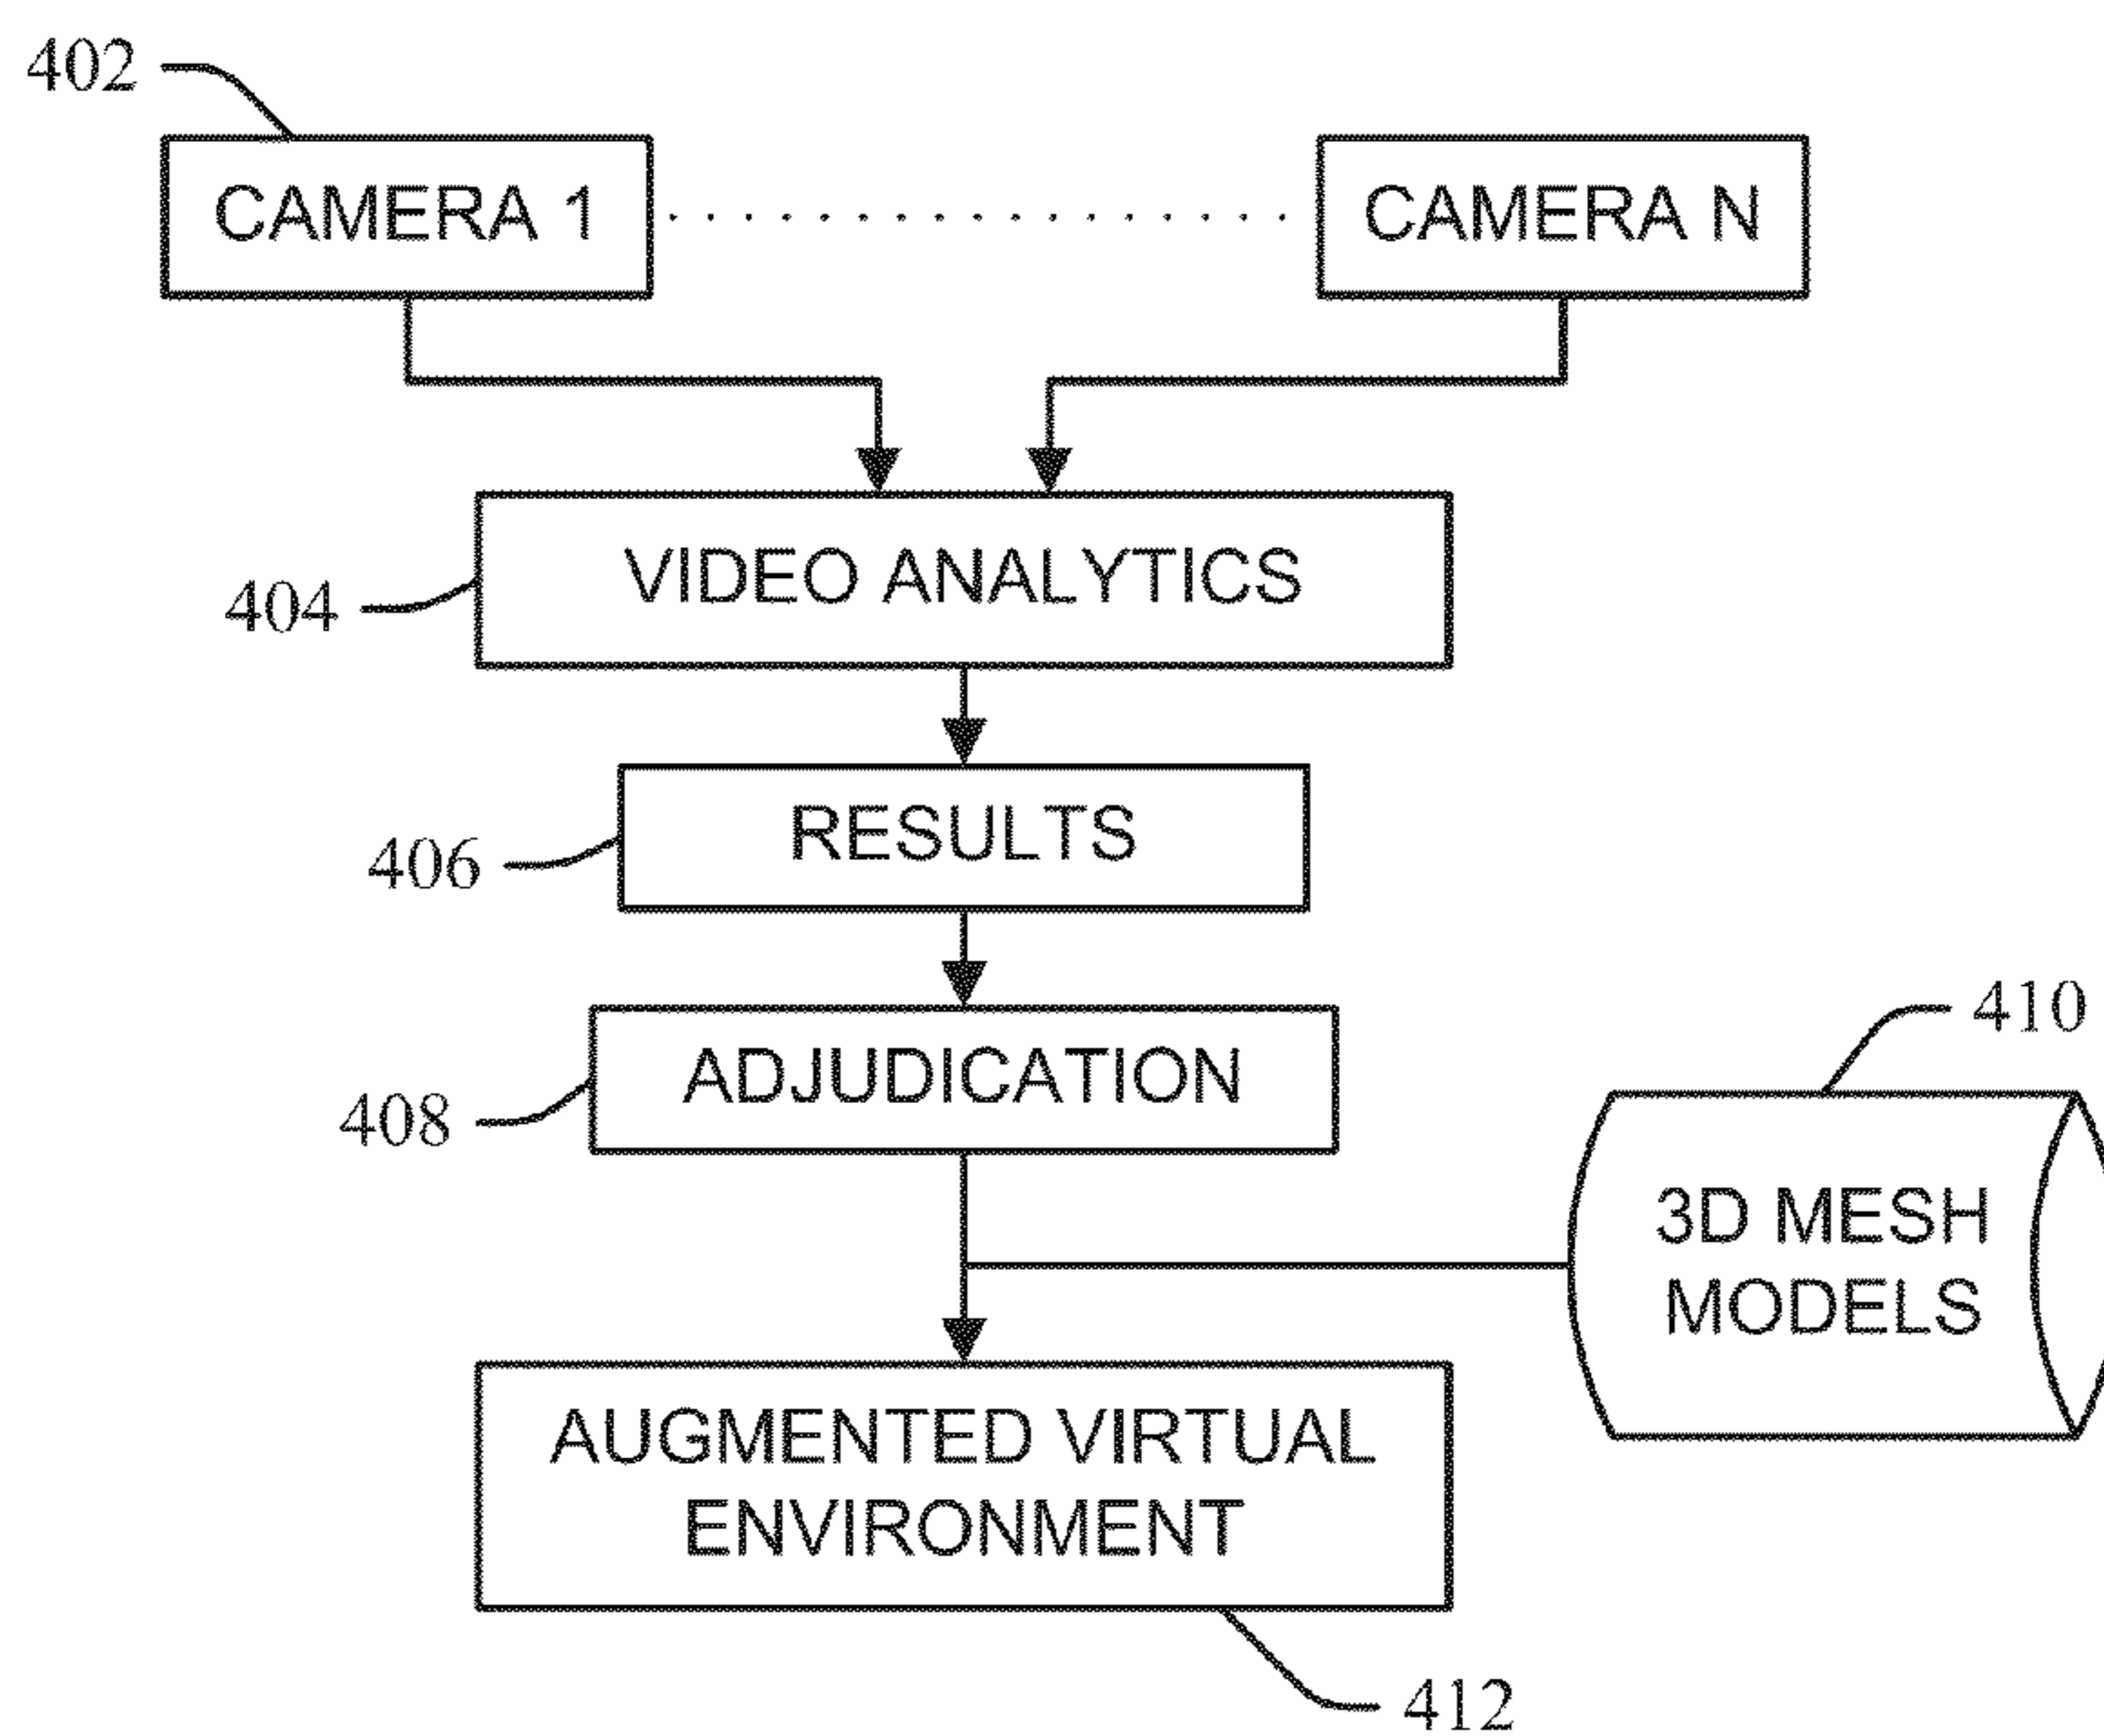 402
CAMERA 1
CAMERA N
VIDEO ANALYTICS
404
RESULTS
406
410
ADJUDICATION
408
3D MESH
MODELS
AUGMENTED VIRTUAL
ENVIRONMENT
412